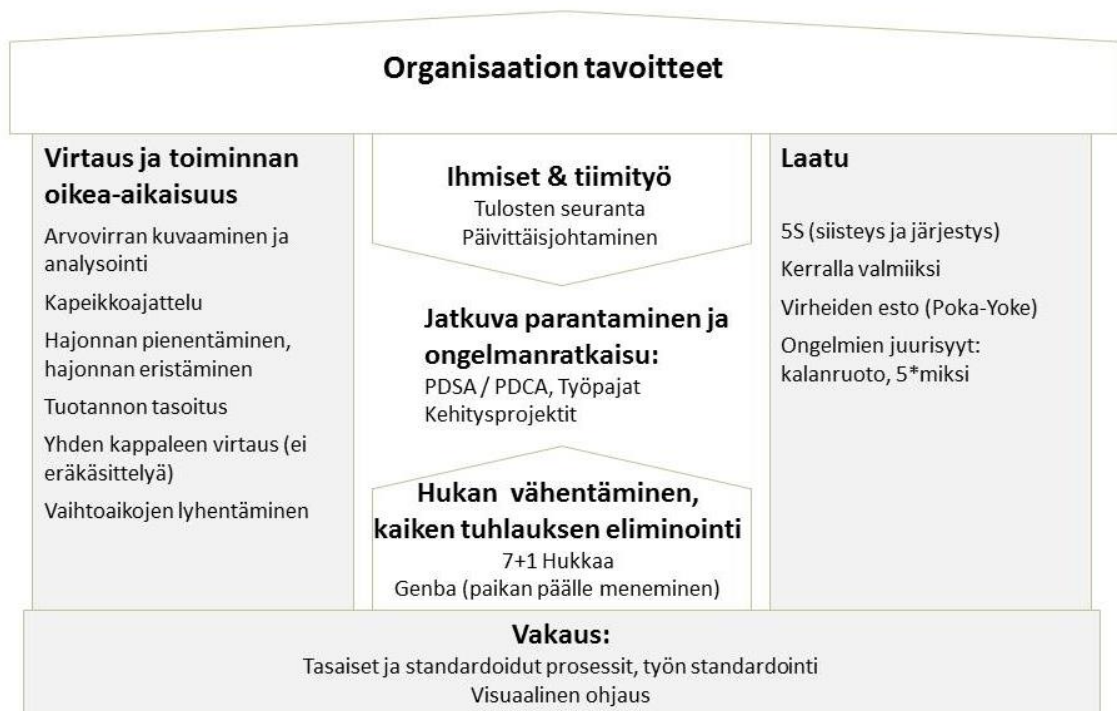 Organisaation tavoitteet
Virtaus ja toiminnan
oikea-aikaisuus
Arvovirran kuvaaminen ja
analysointi
Kapeikkoajattelu
Hajonnan pienentäminen,
hajonnan eristäminen
Tuotannon tasoitus
Yhden kappaleen virtaus (ei
eräkäsittelyä)
Vaihtoaikojen lyhentäminen
Ihmiset & tiimityö
Tulosten seuranta
Päivittäisjohtaminen
Jatkuva parantaminen ja
ongelmanratkaisu:
PDSA / PDCA, Työpajat
Kehitysprojektit
Hukan vähentäminen,
kaiken tuhlauksen eliminointi
7+1 Hukkaa
Genba (paikan päälle meneminen)
Laatu
5S (siisteys ja järjestys)
Kerralla valmiiksi
Virheiden esto (Poka-Yoke)
Ongelmien juurisyyt:
kalanruoto, 5*miksi
Vakaus:
Tasaiset ja standardoidut prosessit, työn standardointi
Visuaalinen ohjaus